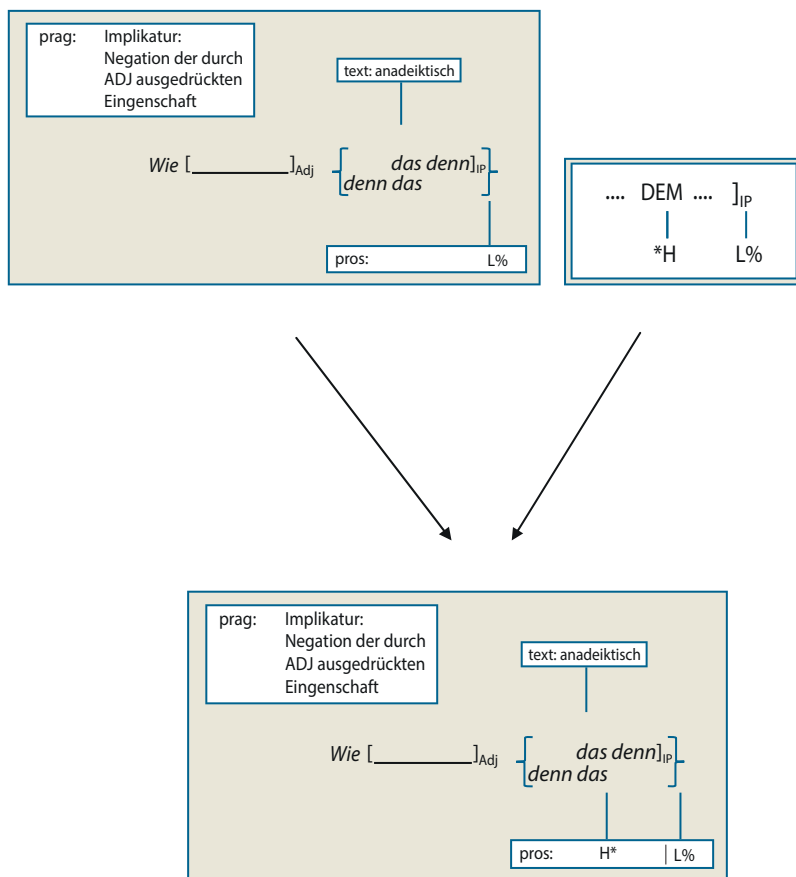 prag: Implikatur:
Negation der durch
ADJ ausgedrückten
Eingenschaft
text: anadeiktisch
Wie [__________]Adj das denn]IP
denn das
pros: L%
.... DEM .... ]IP
*H L%
prag: Implikatur:
Negation der durch
ADJ ausgedrückten
Eingenschaft
text: anadeiktisch
Wie [__________]Adj das denn]IP
denn das
pros: H* | L%